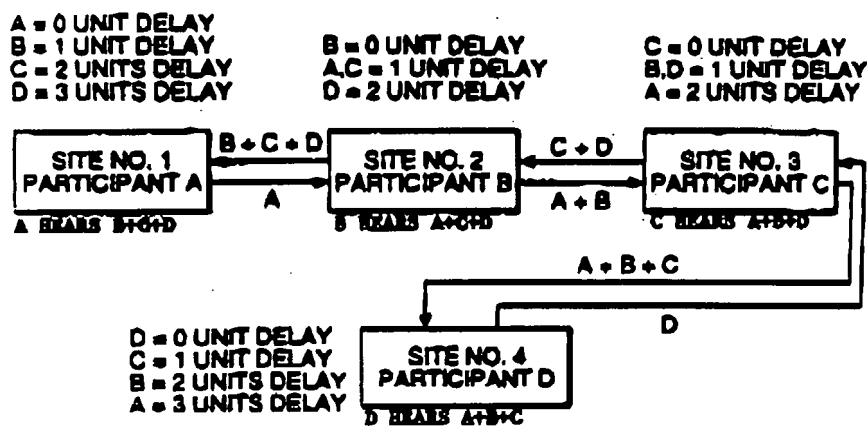 A = 0 UNIT DELAY
B = 1 UNIT DELAY
C = 2 UNITS DELAY
D = 3 UNITS DELAY
B = 0 UNIT DELAY
A,C = 1 UNIT DELAY
D = 2 UNIT DELAY
C = 0 UNIT DELAY
B,D = 1 UNIT DELAY
A = 2 UNITS DELAY
SITE NO. 1
PARTICIPANT A
A HEARS B+C+D
B + C + D
A
SITE NO. 2
PARTICIPANT B
B HEARS A+C+D
C + D
A + B
SITE NO. 3
PARTICIPANT C
C HEARS A+B+D
A + B + C
D
D = 0 UNIT DELAY
C = 1 UNIT DELAY
B = 2 UNITS DELAY
A = 3 UNITS DELAY
SITE NO. 4
PARTICIPANT D
D HEARS A+B+C